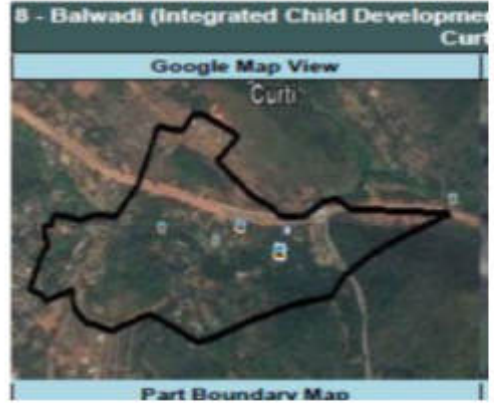 8 - Balwadi (Integrated Child Developme
Curt
Google Map View
Curti
Part Boundary Map